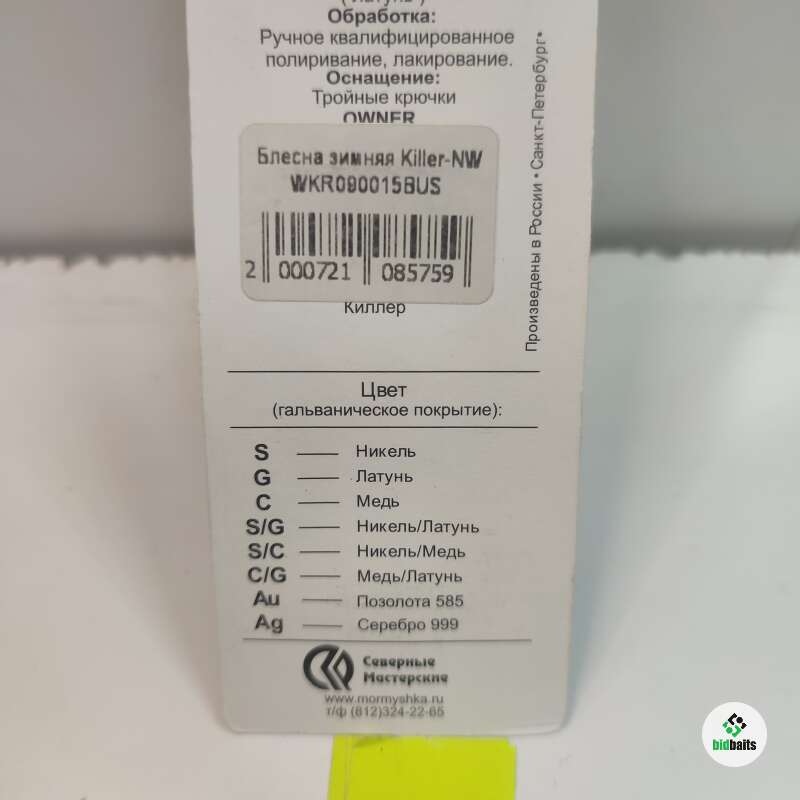 Обработка:
Ручное квалифицированное
полиривание, лакирование.
Оснащение:
Тройные крючки
OWNER
Блесна зимняя Killer-NW
WKR090015BUS
2 000721 085759
Киллер
Произведены в России • Санкт-Петербург•
Цвет
(гальваническое покрытие):
S — Никель
G — Латунь
C — Медь
S/G — Никель/Латунь
S/C — Никель/Медь
C/G — Медь/Латунь
Au — Позолота 585
Ag — Серебро 999
Северные
Мастерские
www.mormyshka.ru
т/ф (812)324-22-65
bidbaits